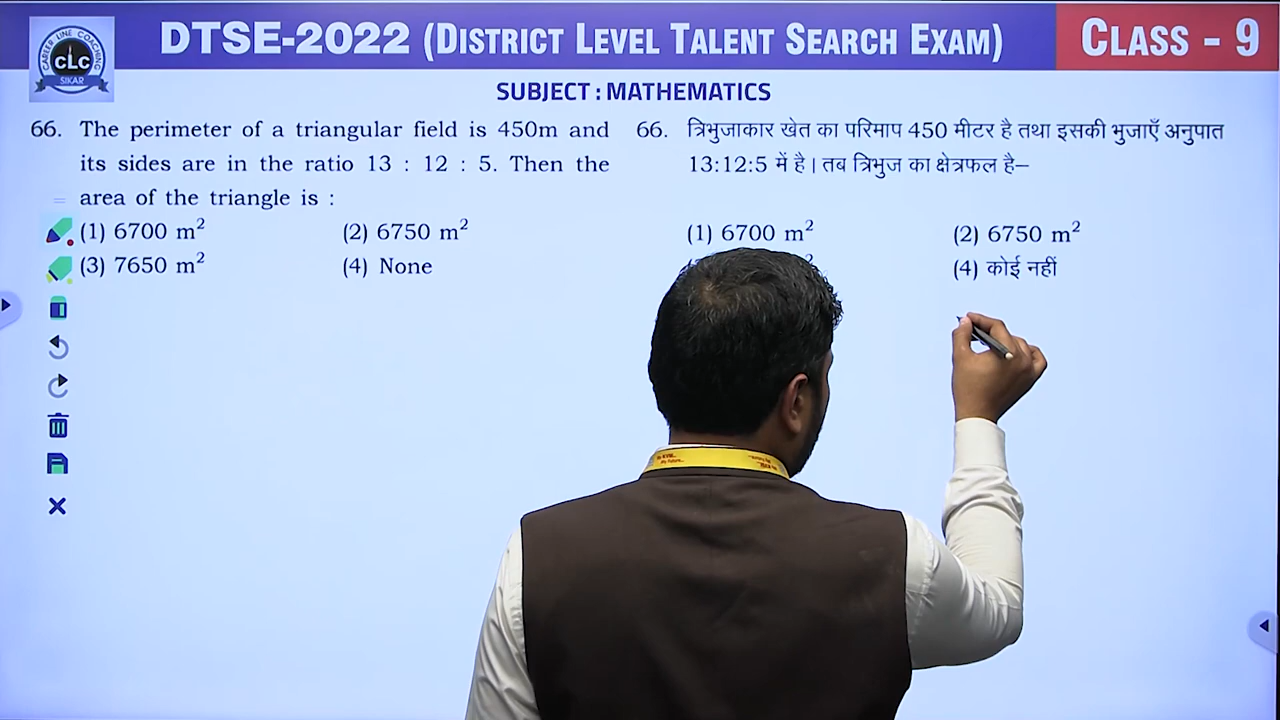 DTSE-2022 (DISTRICT LEVEL TALENT SEARCH EXAM)
CLASS - 9
CAREER LINE COACHING
CLC
SIKAR
SUBJECT : MATHEMATICS
66. The perimeter of a triangular field is 450m and
its sides are in the ratio 13 : 12 : 5. Then the
area of the triangle is :
(1) 6700 m²
(2) 6750 m²
(3) 7650 m²
(4) None
66. त्रिभुजाकार खेत का परिमाप 450 मीटर है तथा इसकी भुजाएँ अनुपात
13:12:5 में है। तब त्रिभुज का क्षेत्रफल है–
(1) 6700 m²
(2) 6750 m²
(4) कोई नहीं